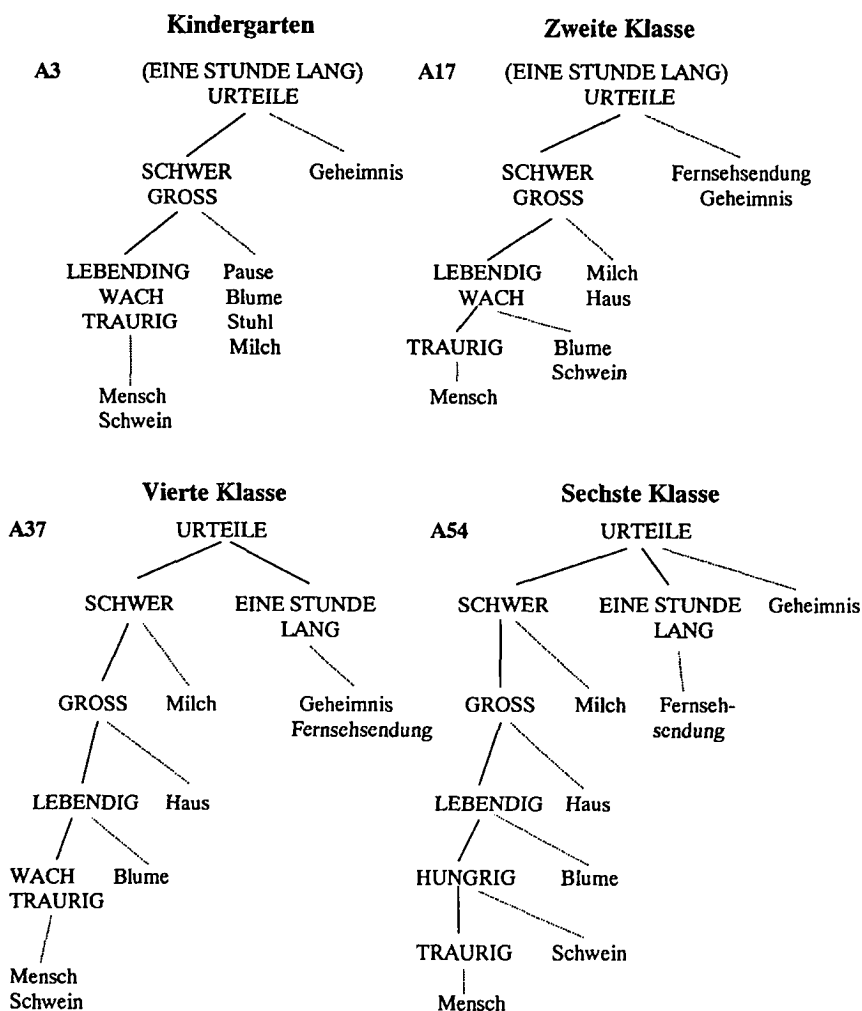 Kindergarten
A3
(EINE STUNDE LANG)
URTEILE
SCHWER
GROSS
Geheimnis
LEBENDING
WACH
TRAURIG
Pause
Blume
Stuhl
Milch
Mensch
Schwein
Zweite Klasse
A17
(EINE STUNDE LANG)
URTEILE
SCHWER
GROSS
Fernsehsendung
Geheimnis
LEBENDIG
WACH
Milch
Haus
TRAURIG
Blume
Schwein
Mensch
Vierte Klasse
A37
URTEILE
SCHWER
EINE STUNDE
LANG
GROSS
Milch
Geheimnis
Fernsehsendung
LEBENDIG
Haus
WACH
TRAURIG
Blume
Mensch
Schwein
Sechste Klasse
A54
URTEILE
SCHWER
EINE STUNDE
LANG
Geheimnis
GROSS
Milch
Fernseh-
sendung
LEBENDIG
Haus
HUNGRIG
Blume
TRAURIG
Schwein
Mensch